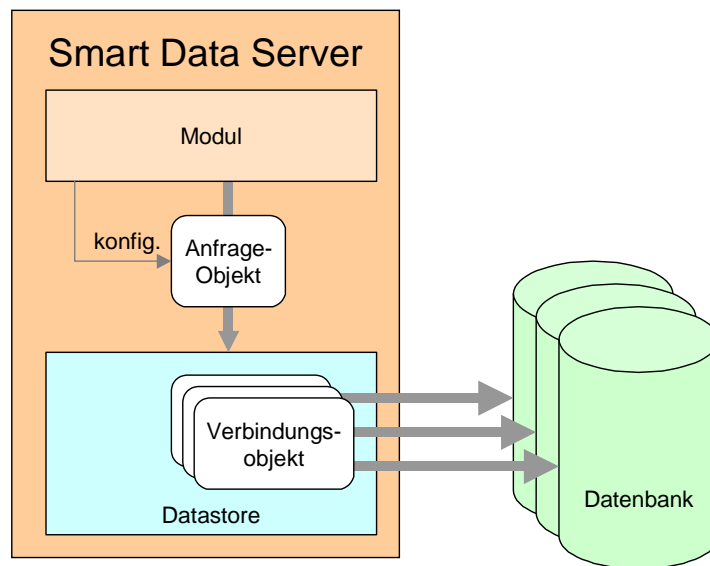 Smart Data Server
Modul
konfig.
Anfrage-
Objekt
Verbindungs-
objekt
Datastore
Datenbank